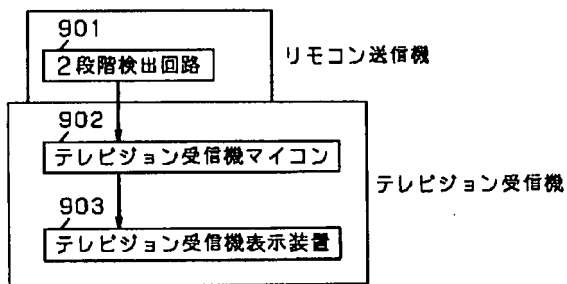 901
2段階検出回路
リモコン送信機
902
テレビジョン受信機マイコン
テレビジョン受信機
903
テレビジョン受信機表示装置